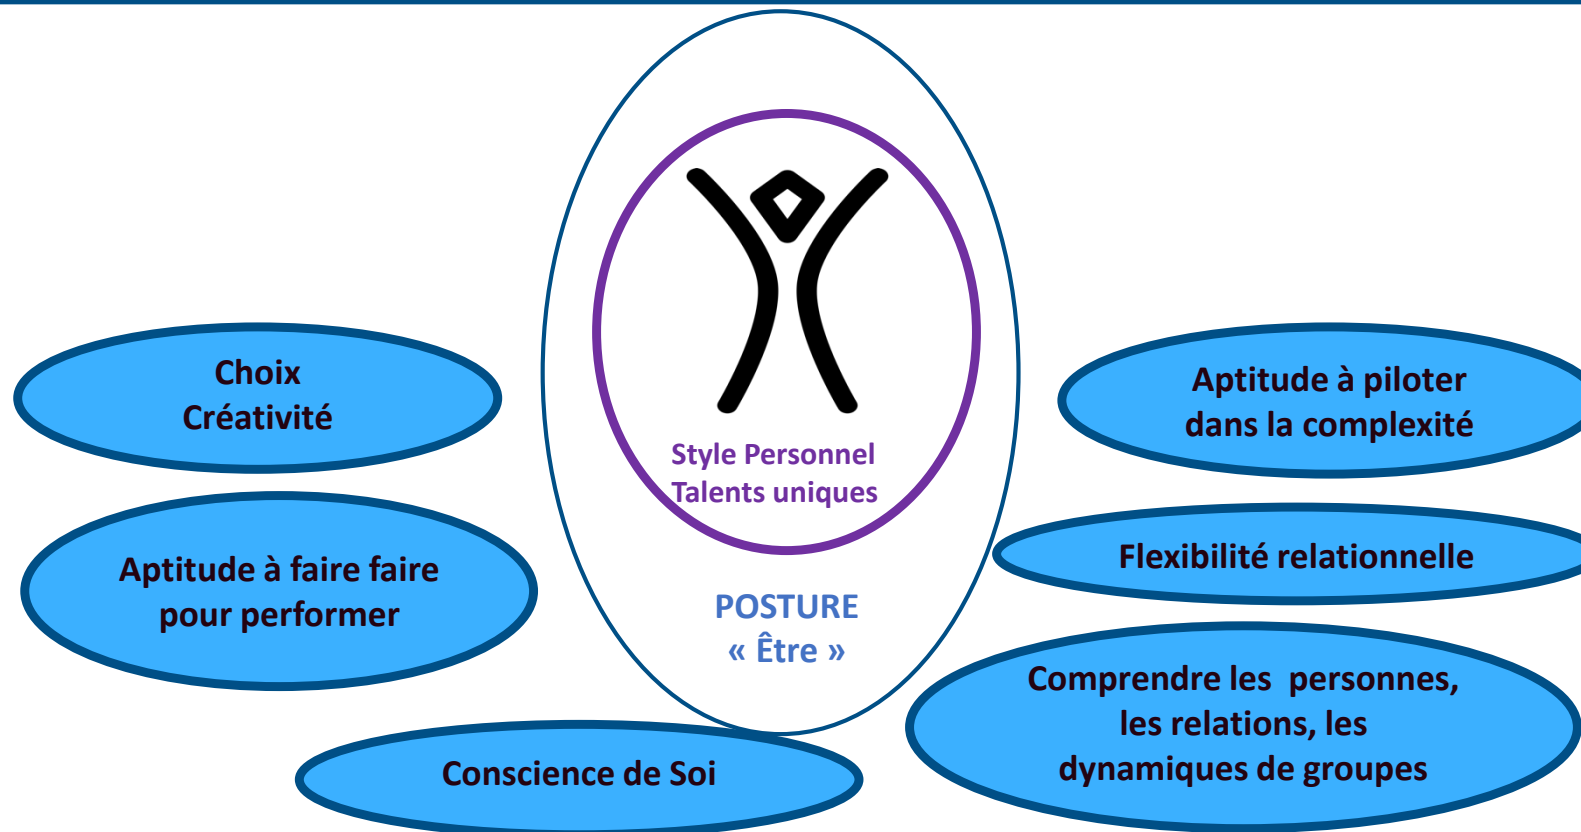 Style Personnel
Talents uniques
POSTURE
« Être »
Choix
Créativité
Aptitude à faire faire
pour performer
Conscience de Soi
Aptitude à piloter
dans la complexité
Flexibilité relationnelle
Comprendre les  personnes,
les relations, les
dynamiques de groupes